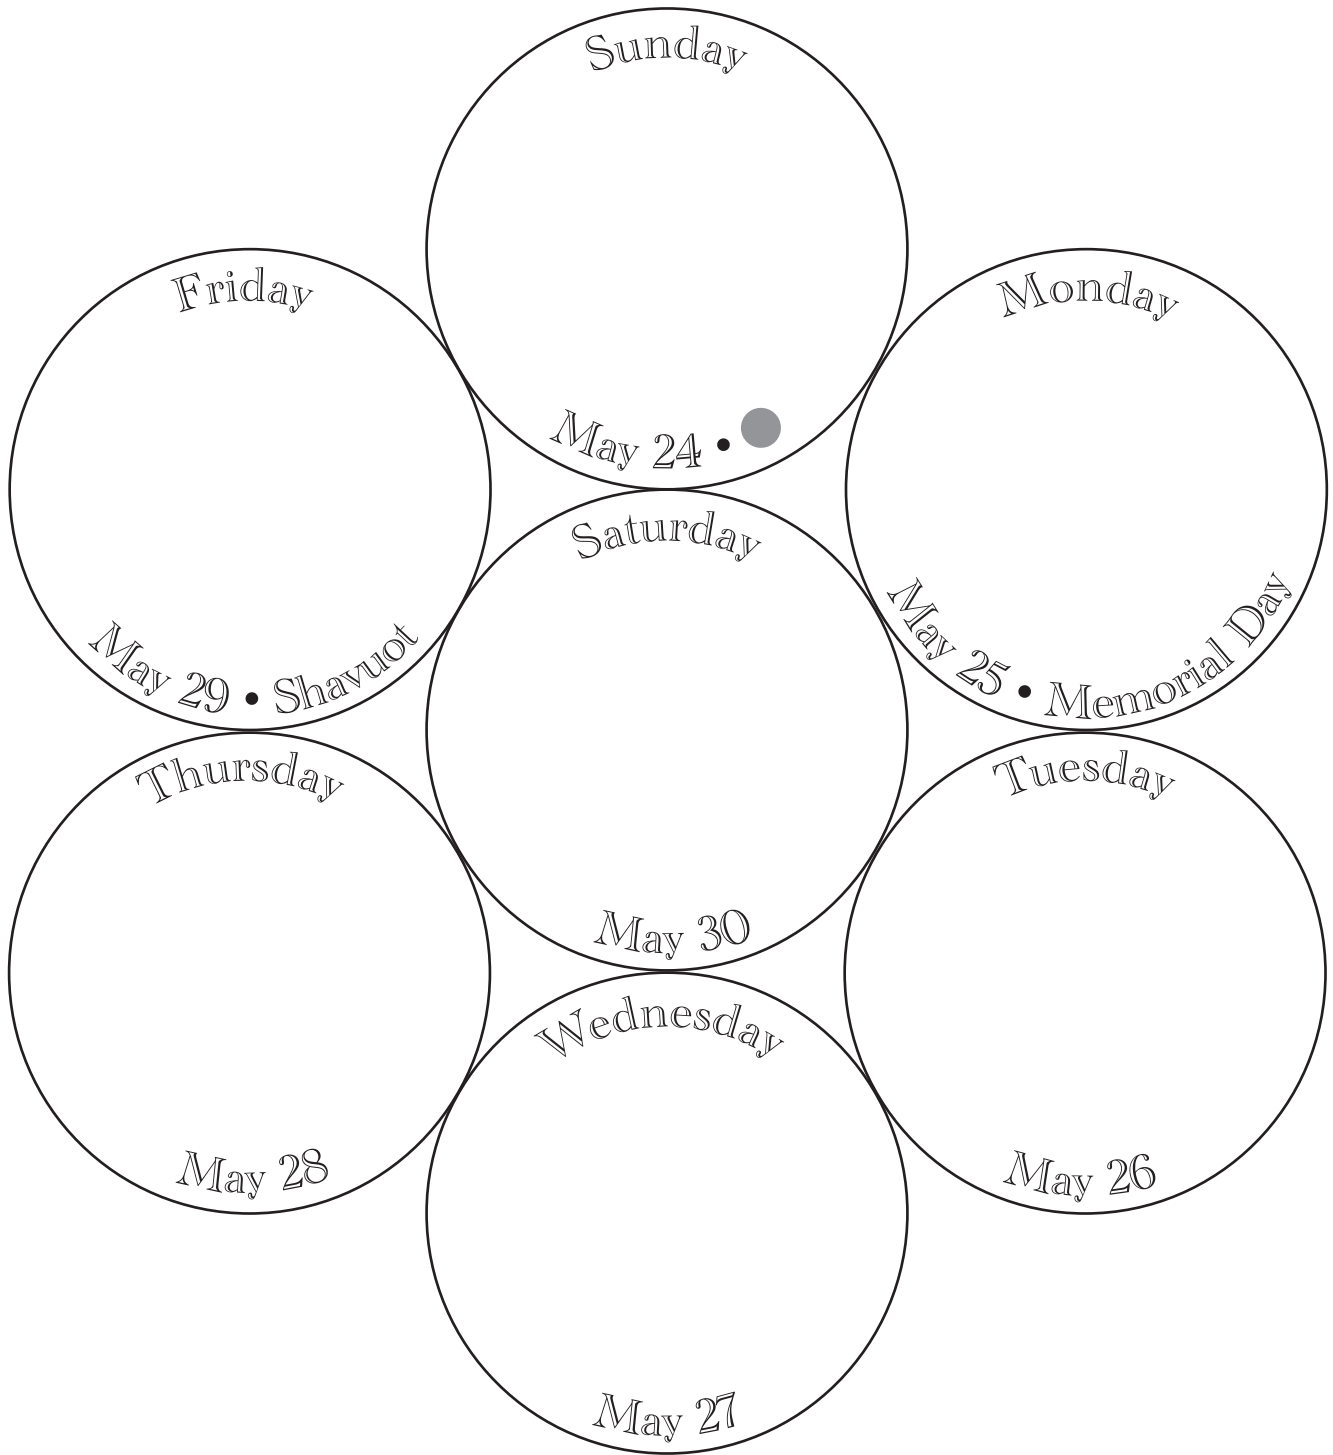 Sunday
May 24 •
Monday
May 25 • Memorial Day
Tuesday
May 26
Wednesday
May 27
Thursday
May 28
Friday
May 29 • Shavuot
Saturday
May 30